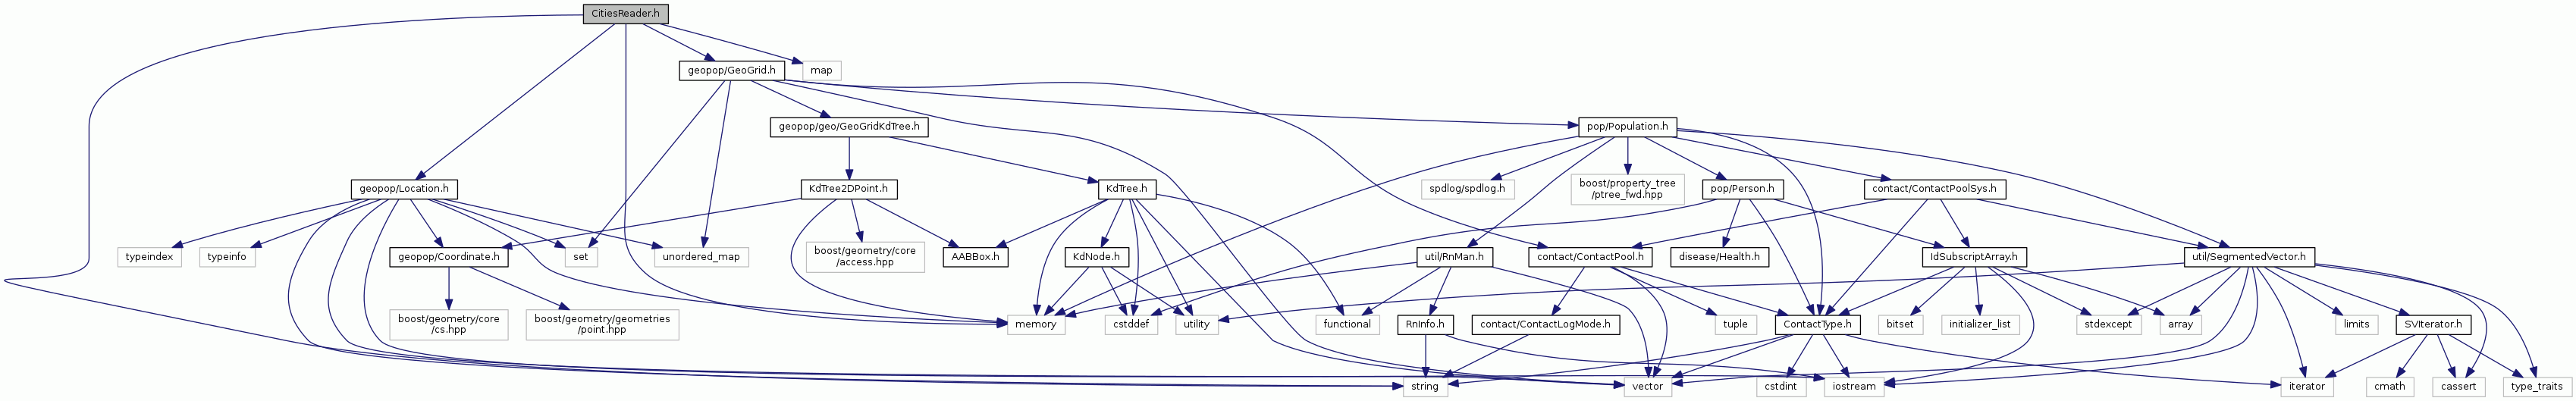 CitiesReader.h
geopop/GeoGrid.h
map
geopop/geo/GeoGridKdTree.h
pop/Population.h
geopop/Location.h
KdTree2DPoint.h
KdTree.h
spdlog/spdlog.h
boost/property_tree
/ptree_fwd.hpp
pop/Person.h
contact/ContactPoolSys.h
typeindex
typeinfo
geopop/Coordinate.h
set
unordered_map
boost/geometry/core
/access.hpp
AABBox.h
KdNode.h
util/RnMan.h
contact/ContactPool.h
disease/Health.h
IdSubscriptArray.h
util/SegmentedVector.h
boost/geometry/core
/cs.hpp
boost/geometry/geometries
/point.hpp
memory
cstddef
utility
functional
RnInfo.h
contact/ContactLogMode.h
tuple
ContactType.h
bitset
initializer_list
stdexcept
array
limits
SVIterator.h
string
vector
cstdint
iostream
iterator
cmath
cassert
type_traits